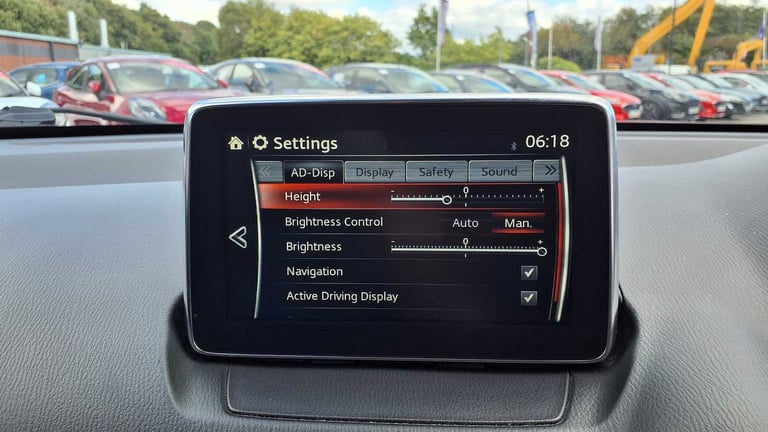 Settings 06:18
AD-Disp Display Safety Sound
Height - 0 +
Brightness Control Auto Man.
Brightness - 0 +
Navigation
Active Driving Display